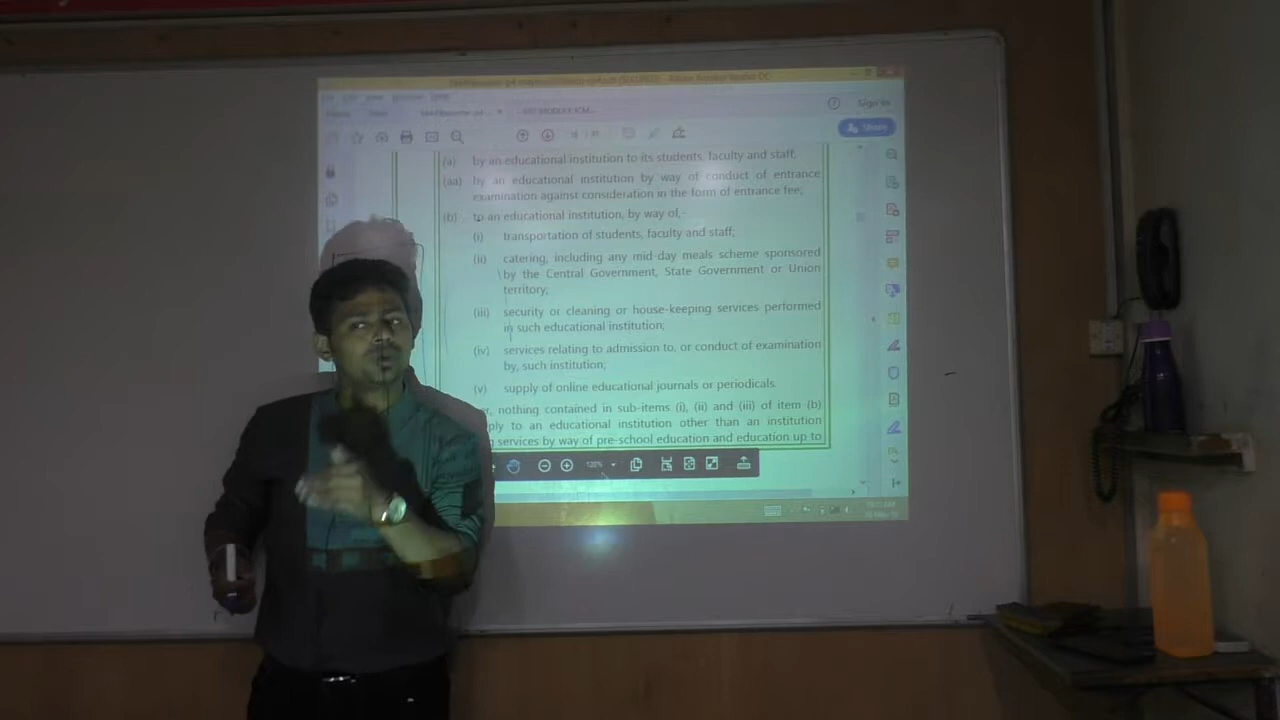 Sign In
Share
(a) by an educational institution to its students, faculty and staff;
(aa) by an educational institution by way of conduct of entrance
examination against consideration in the form of entrance fee;
(b) to an educational institution, by way of,-
(i) transportation of students, faculty and staff;
(ii) catering, including any mid-day meals scheme sponsored
by the Central Government, State Government or Union
territory;
(iii) security or cleaning or house-keeping services performed
in such educational institution;
(iv) services relating to admission to, or conduct of examination
by, such institution;
(v) supply of online educational journals or periodicals.
er, nothing contained in sub-items (i), (ii) and (iii) of item (b)
ply to an educational institution other than an institution
services by way of pre-school education and education up to